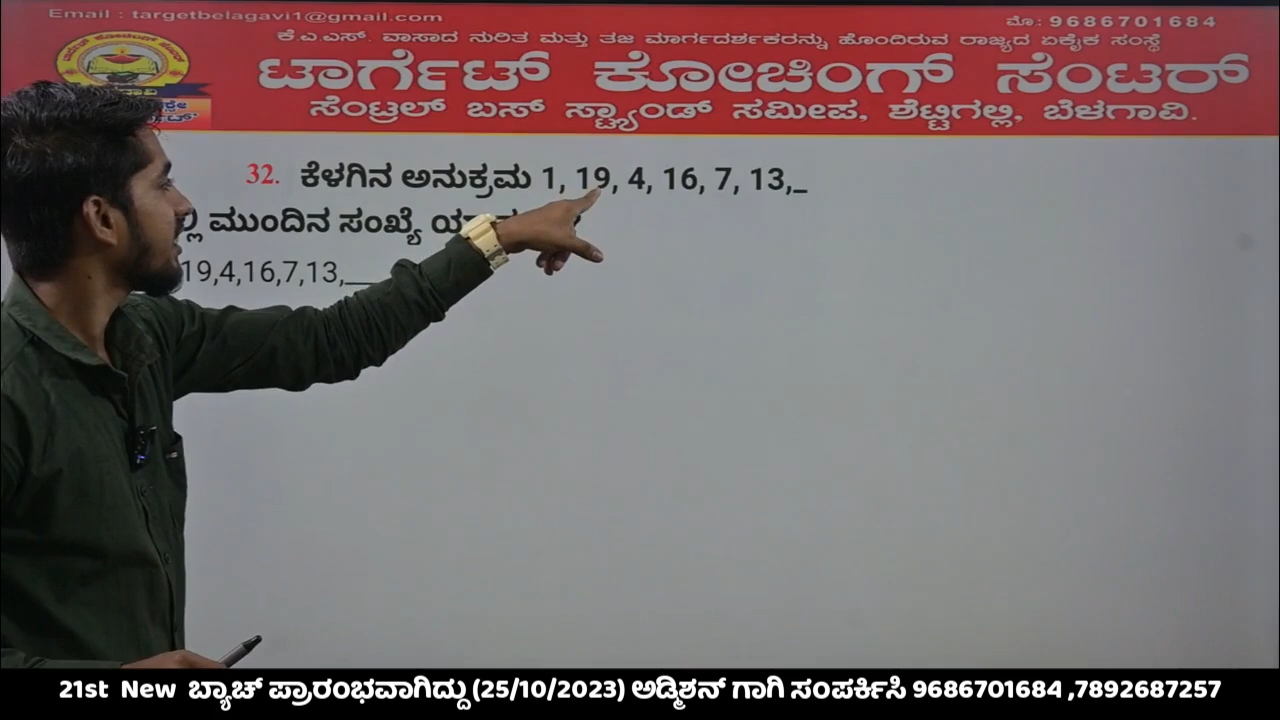 Email : targetbelagavi1@gmail.com
ಮೊ: 9686701684
ಕೆ.ಎ.ಎಸ್. ವಾಸಾದ ನುರಿತ ಮತ್ತು ತಜ್ಞ ಮಾರ್ಗದರ್ಶಕರನ್ನು ಹೊಂದಿರುವ ರಾಜ್ಯದ ಏಕೈಕ ಸಂಸ್ಥೆ
ಟಾರ್ಗೆಟ್ ಕೋಚಿಂಗ್ ಸೆಂಟರ್
ಸೆಂಟ್ರಲ್ ಬಸ್ ಸ್ಟ್ಯಾಂಡ್ ಸಮೀಪ, ಶೆಟ್ಟಿಗಲ್ಲಿ, ಬೆಳಗಾವಿ.
32. ಕೆಳಗಿನ ಅನುಕ್ರಮ 1, 19, 4, 16, 7, 13,_
ಮುಂದಿನ ಸಂಖ್ಯೆ
19,4,16,7,13,__
21st New ಬ್ಯಾಚ್ ಪ್ರಾರಂಭವಾಗಿದ್ದು (25/10/2023) ಅಡ್ಮಿಶನ್ ಗಾಗಿ ಸಂಪರ್ಕಿಸಿ 9686701684 ,7892687257